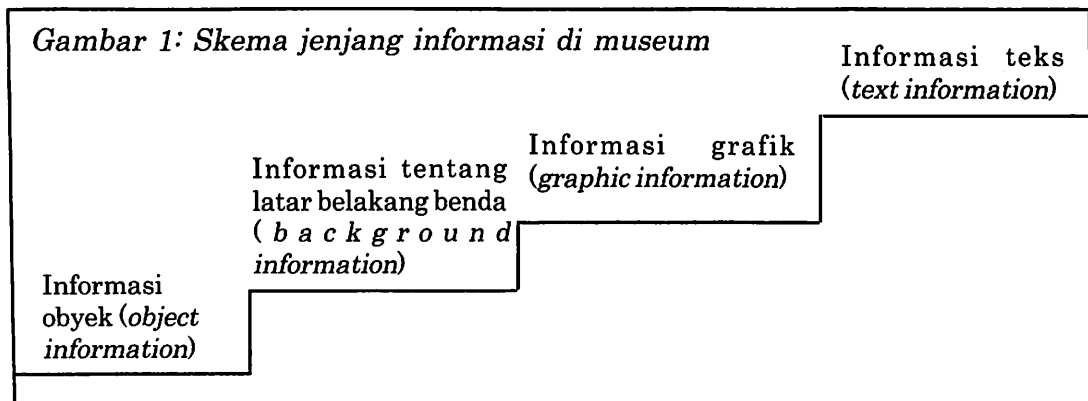 Gambar 1: Skema jenjang informasi di museum
Informasi teks
(text information)
Informasi grafik
(graphic information)
Informasi tentang
latar belakang benda
(background
information)
Informasi
obyek (object
information)